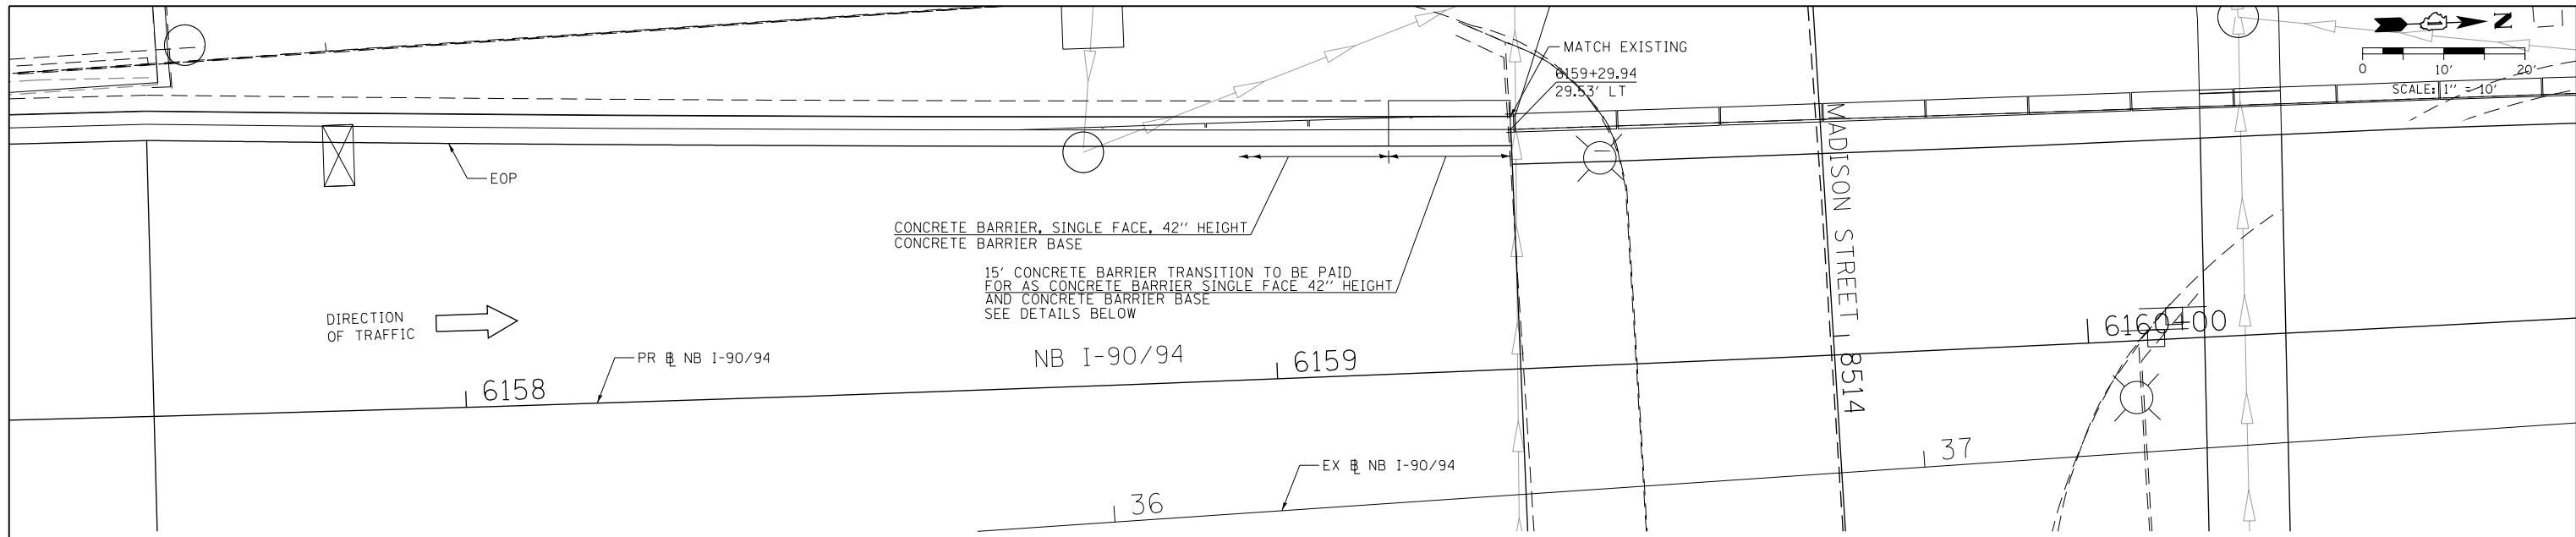 MATCH EXISTING
6159+29.94
29.53' LT
N
0 10' 20'
SCALE: 1" = 10'
EOP
CONCRETE BARRIER, SINGLE FACE, 42" HEIGHT
CONCRETE BARRIER BASE
15' CONCRETE BARRIER TRANSITION TO BE PAID
FOR AS CONCRETE BARRIER SINGLE FACE 42" HEIGHT
AND CONCRETE BARRIER BASE
SEE DETAILS BELOW
DIRECTION
OF TRAFFIC
PR BL NB I-90/94
NB I-90/94
6158
6159
6160+00
MADISON STREET
8514
EX BL NB I-90/94
36
37